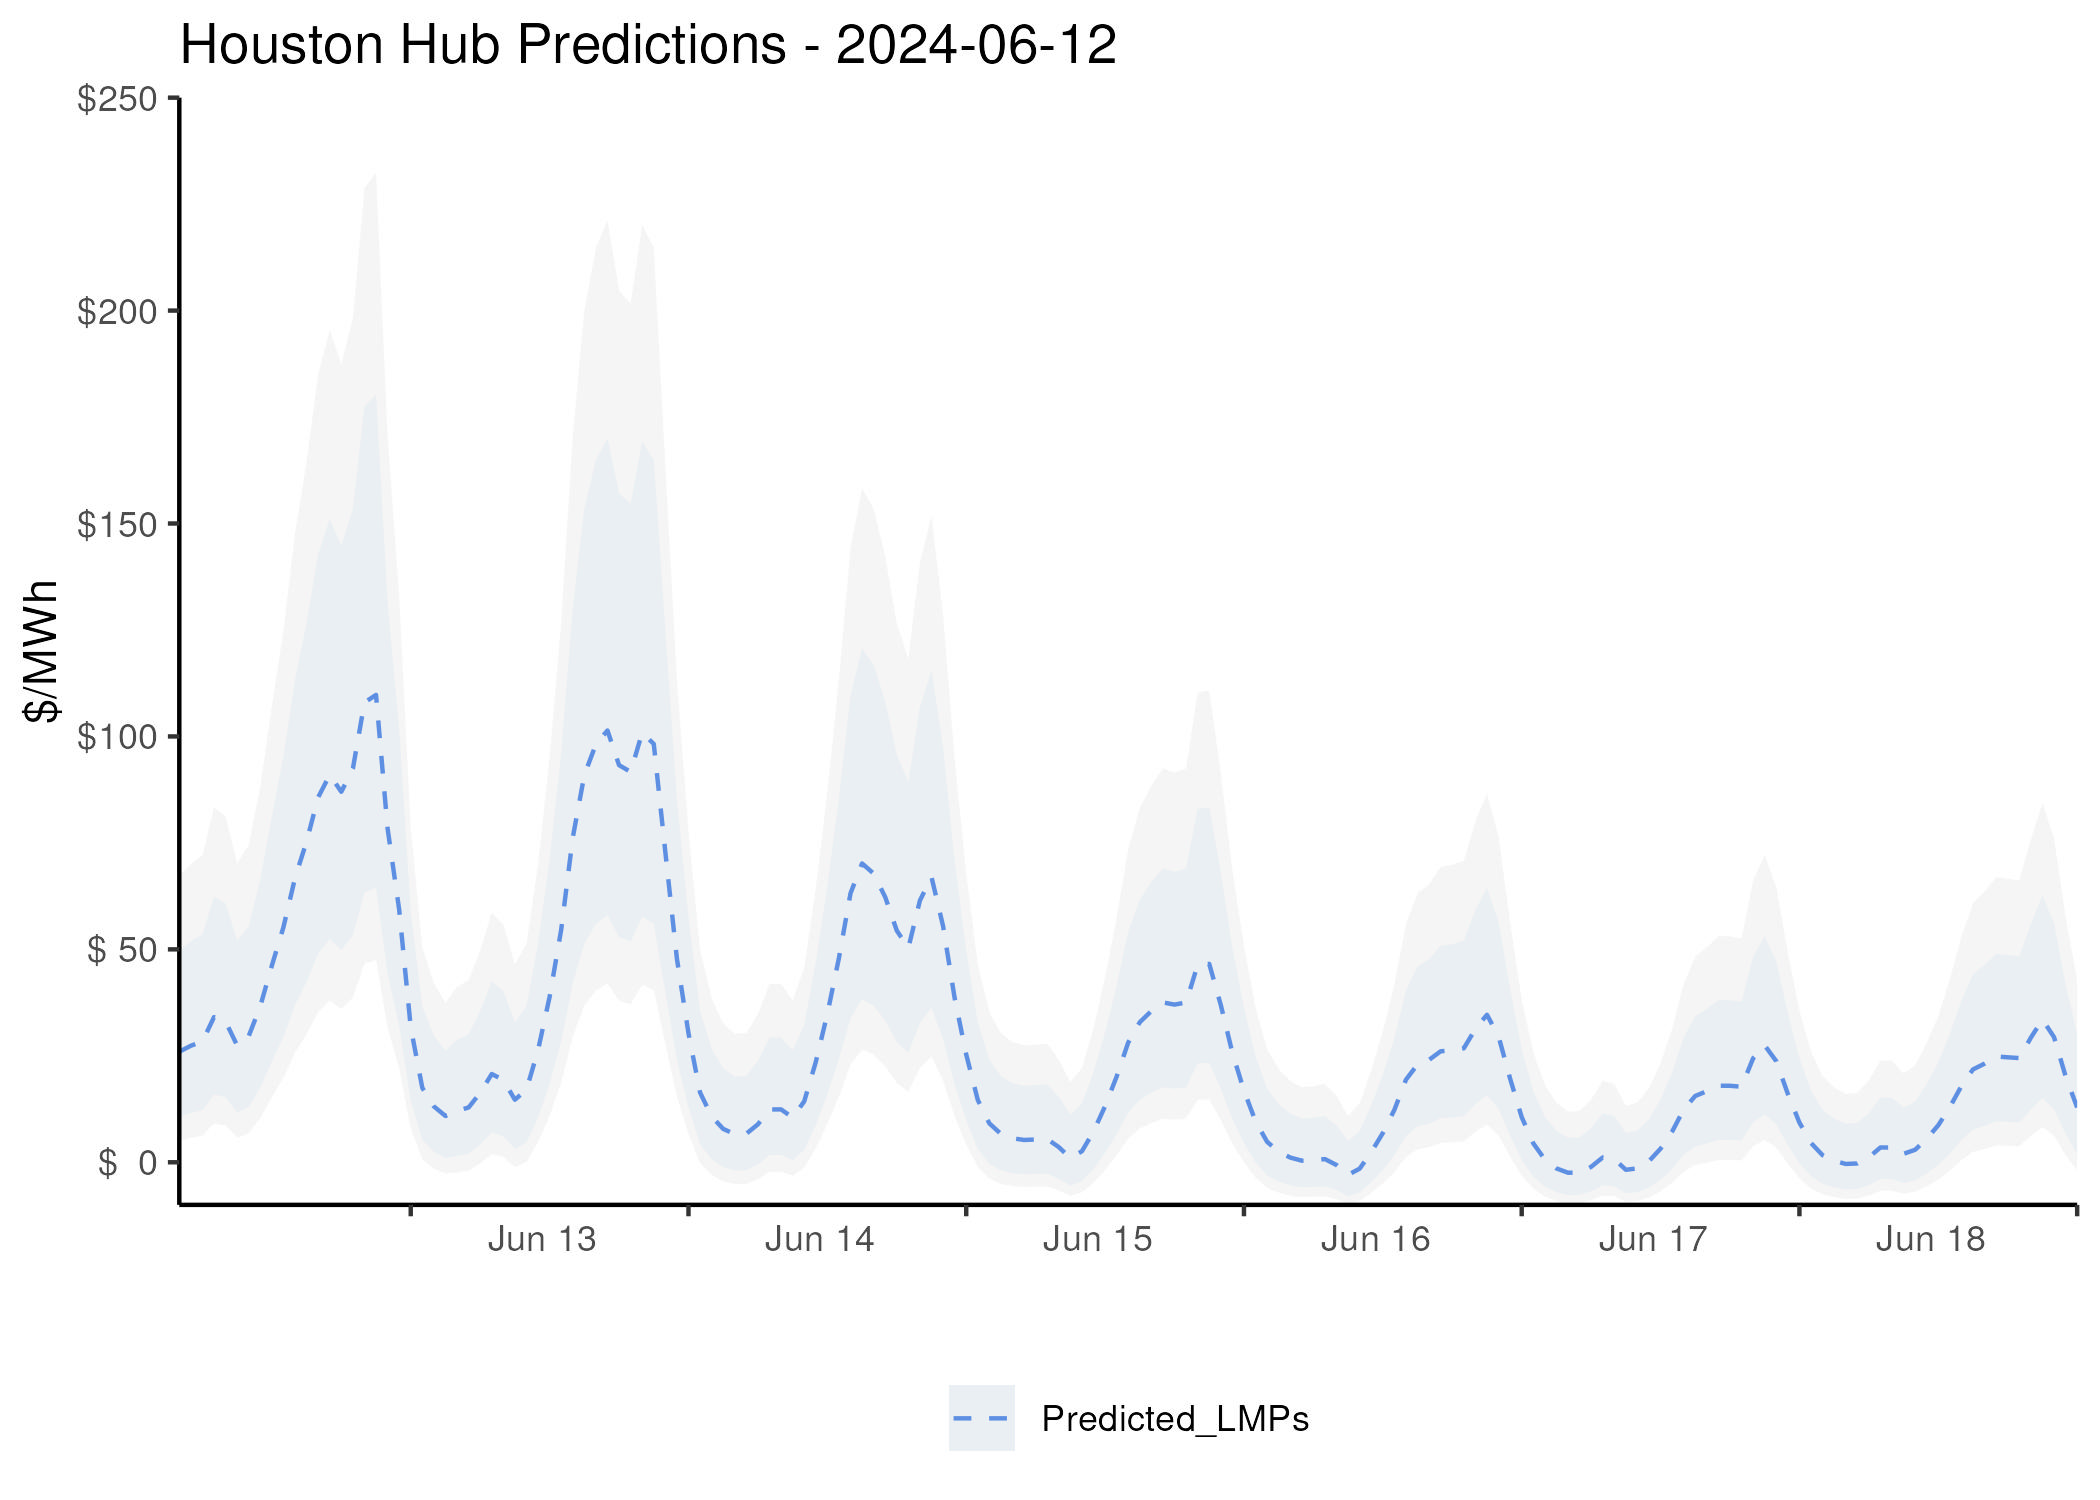 Houston Hub Predictions - 2024-06-12
$250
$200
$150
$100
$ 50
$  0
$/MWh
Jun 13 Jun 14 Jun 15 Jun 16 Jun 17 Jun 18
Predicted_LMPs